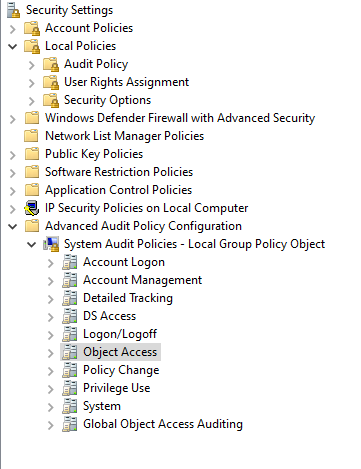 Security Settings
Account Policies
Local Policies
Audit Policy
User Rights Assignment
Security Options
Windows Defender Firewall with Advanced Security
Network List Manager Policies
Public Key Policies
Software Restriction Policies
Application Control Policies
IP Security Policies on Local Computer
Advanced Audit Policy Configuration
System Audit Policies - Local Group Policy Object
Account Logon
Account Management
Detailed Tracking
DS Access
Logon/Logoff
Object Access
Policy Change
Privilege Use
System
Global Object Access Auditing